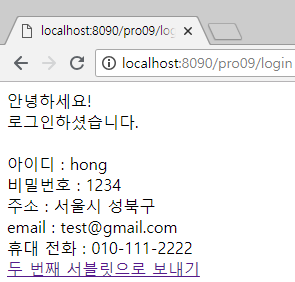 localhost:8090/pro09/log
localhost:8090/pro09/login
안녕하세요!
로그인하셨습니다.
아이디 : hong
비밀번호 : 1234
주소 : 서울시 성북구
email : test@gmail.com
휴대 전화 : 010-111-2222
두 번째 서블릿으로 보내기